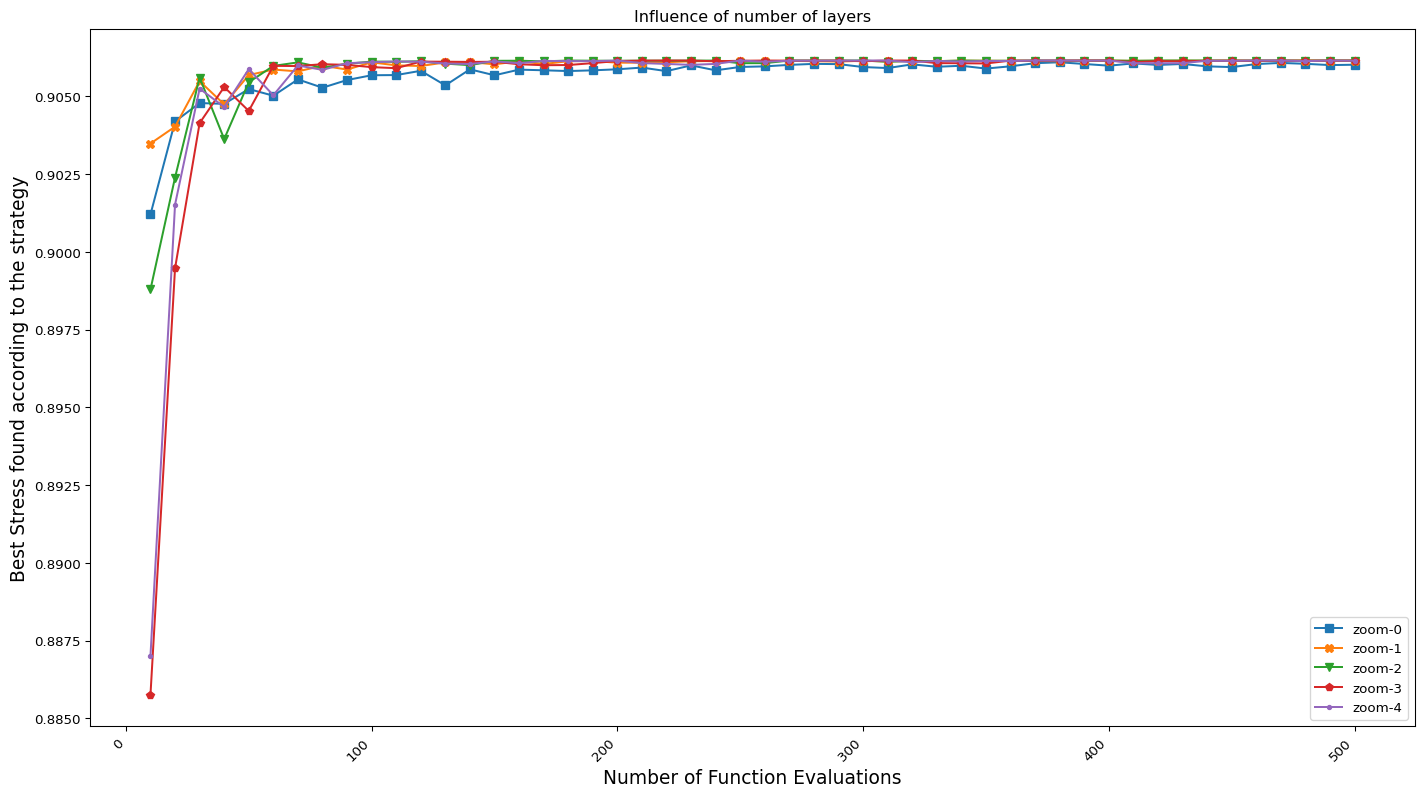 Influence of number of layers
Best Stress found according to the strategy
0.9050
0.9025
0.9000
0.8975
0.8950
0.8925
0.8900
0.8875
0.8850
0
100
200
300
400
500
Number of Function Evaluations
zoom-0
zoom-1
zoom-2
zoom-3
zoom-4